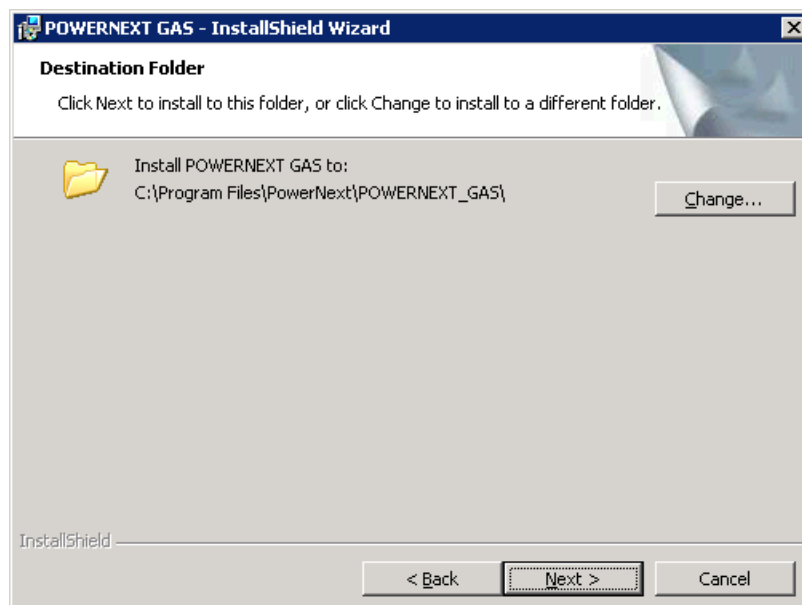 POWERNEXT GAS - InstallShield Wizard
Destination Folder
Click Next to install to this folder, or click Change to install to a different folder.
Install POWERNEXT GAS to:
C:\Program Files\PowerNext\POWERNEXT_GAS\
Change...
InstallShield
< Back
Next >
Cancel